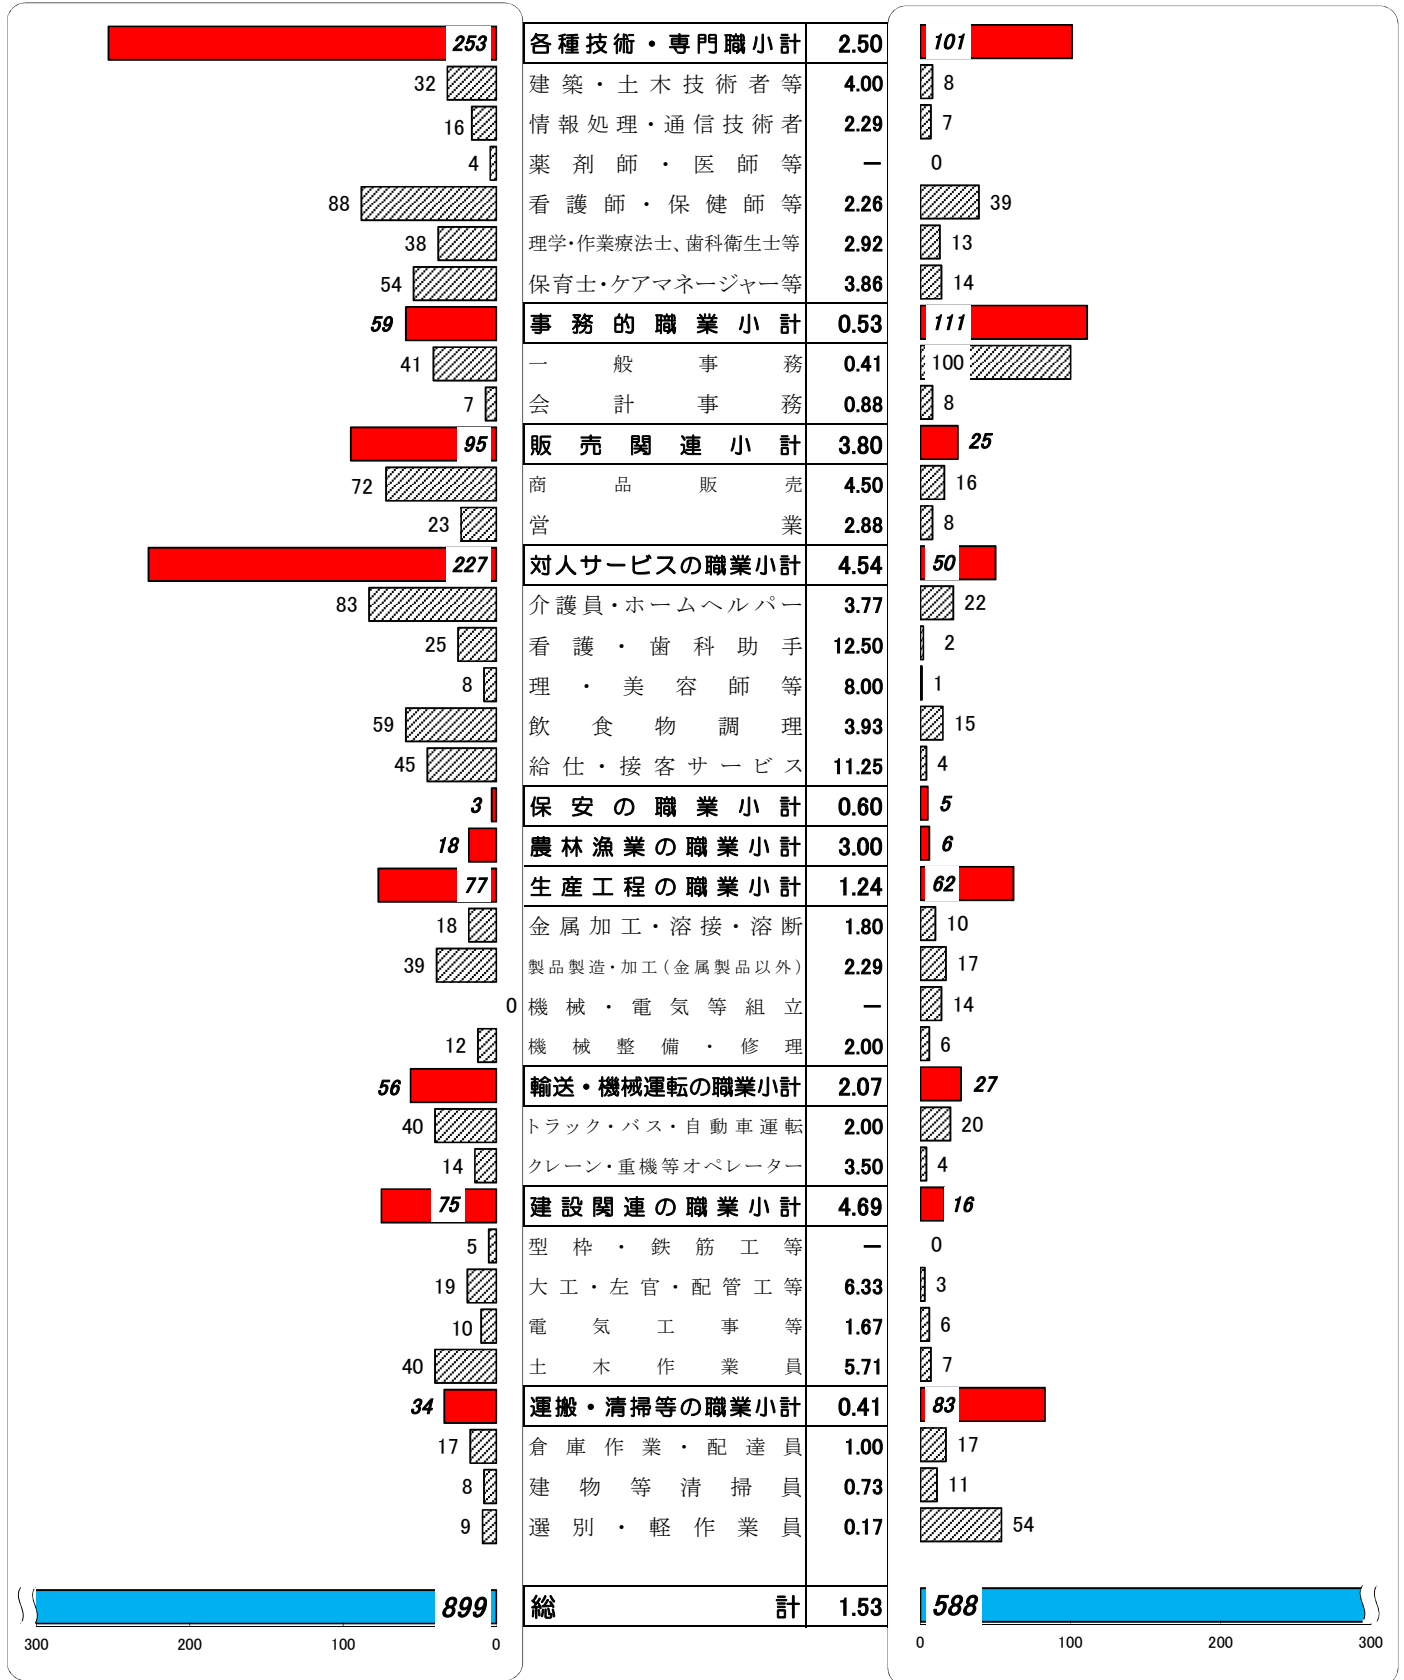 253 各種技術・専門職小計 2.50 101
32 建築・土木技術者等 4.00 8
16 情報処理・通信技術者 2.29 7
4 薬剤師・医師等 － 0
88 看護師・保健師等 2.26 39
38 理学・作業療法士、歯科衛生士等 2.92 13
54 保育士・ケアマネージャー等 3.86 14
59 事務的職業小計 0.53 111
41 一般事務 0.41 100
7 会計事務 0.88 8
95 販売関連小計 3.80 25
72 商品販売 4.50 16
23 営業 2.88 8
227 対人サービスの職業小計 4.54 50
83 介護員・ホームヘルパー 3.77 22
25 看護・歯科助手 12.50 2
8 理・美容師等 8.00 1
59 飲食物調理 3.93 15
45 給仕・接客サービス 11.25 4
3 保安の職業小計 0.60 5
18 農林漁業の職業小計 3.00 6
77 生産工程の職業小計 1.24 62
18 金属加工・溶接・溶断 1.80 10
39 製品製造・加工(金属製品以外) 2.29 17
0 機械・電気等組立 － 14
12 機械整備・修理 2.00 6
56 輸送・機械運転の職業小計 2.07 27
40 トラック・バス・自動車運転 2.00 20
14 クレーン・重機等オペレーター 3.50 4
75 建設関連の職業小計 4.69 16
5 型枠・鉄筋工等 － 0
19 大工・左官・配管工等 6.33 3
10 電気工事等 1.67 6
40 土木作業員 5.71 7
34 運搬・清掃等の職業小計 0.41 83
17 倉庫作業・配達員 1.00 17
8 建物等清掃員 0.73 11
9 選別・軽作業員 0.17 54
899 総計 1.53 588
300 200 100 0 0 100 200 300